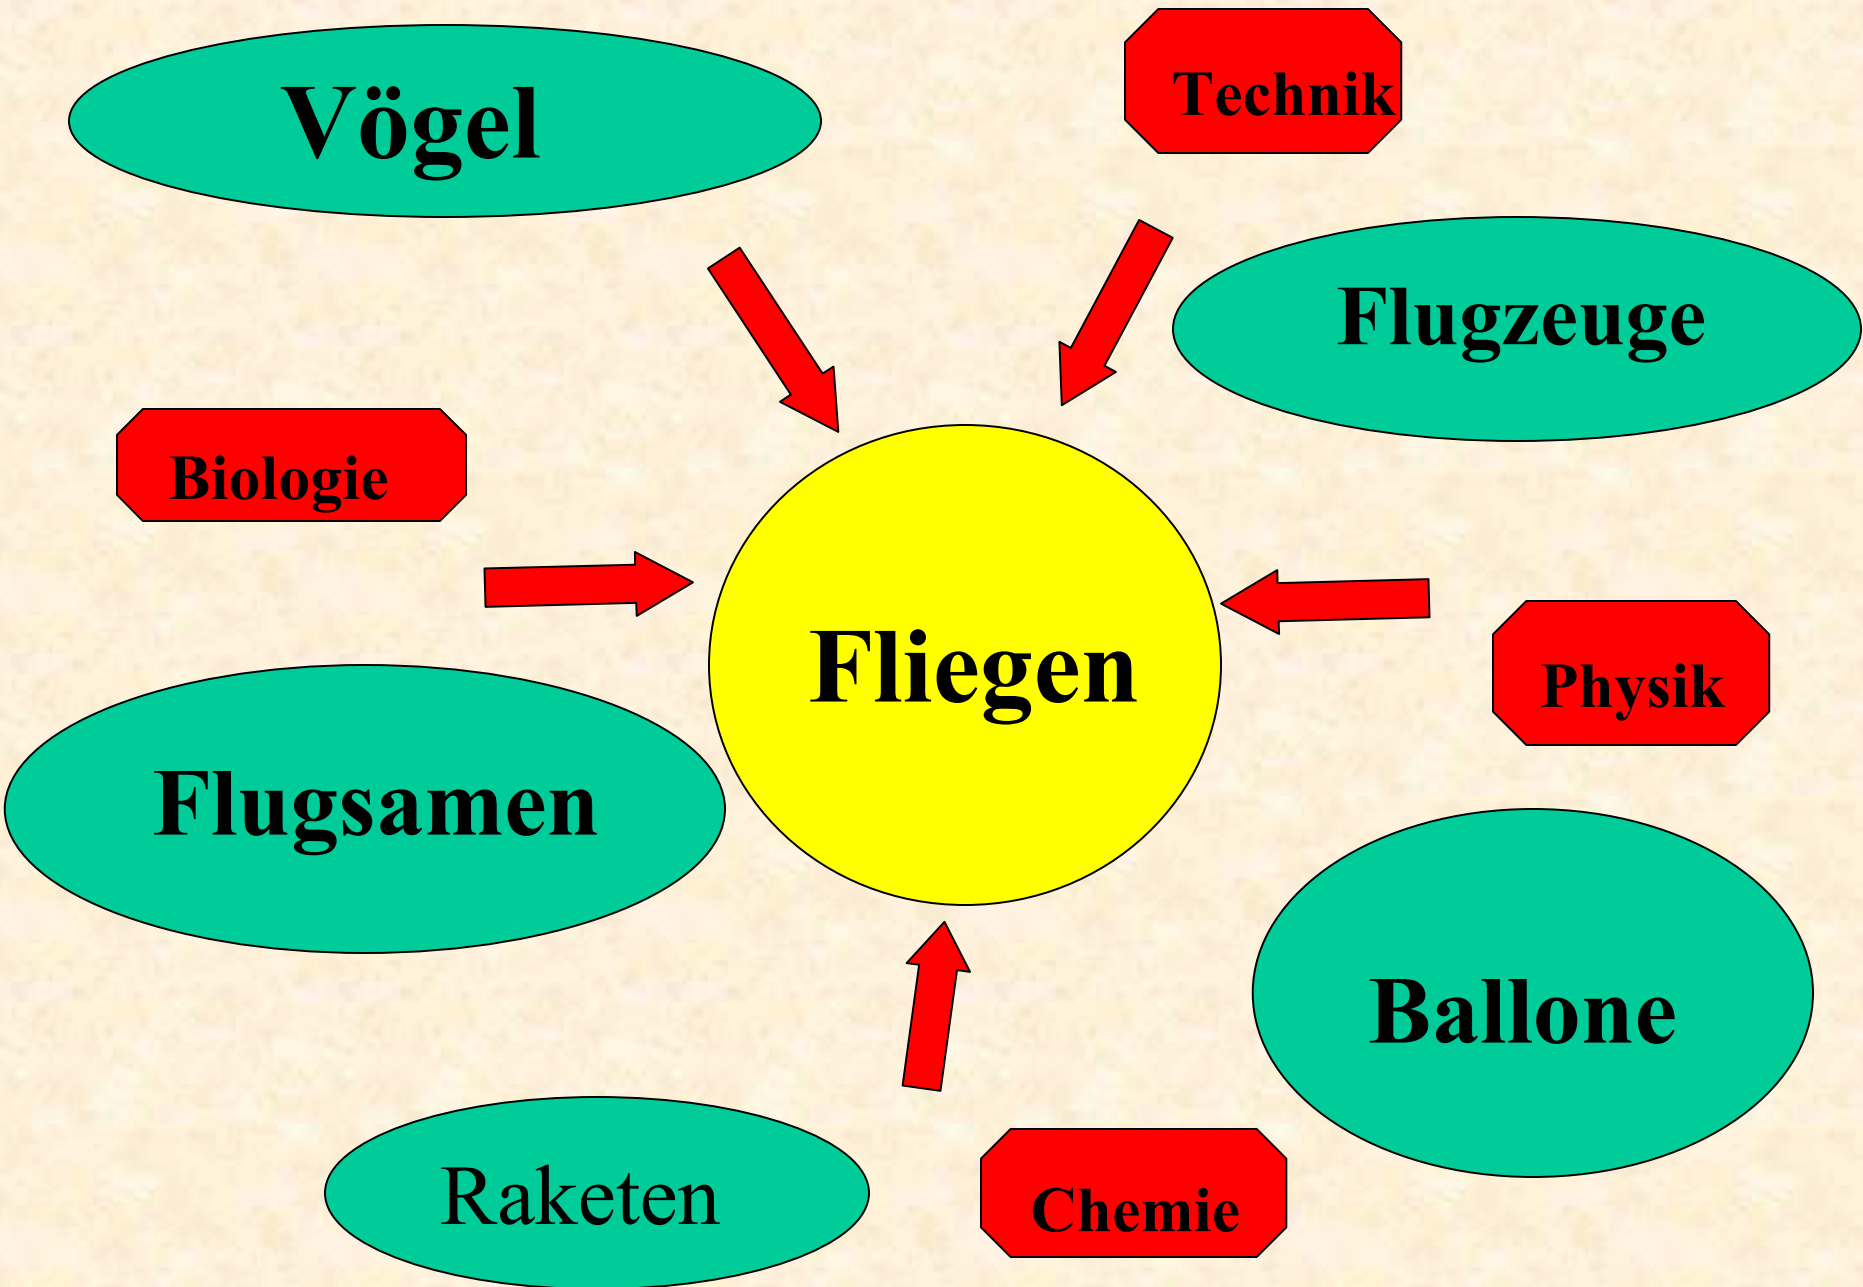 Vögel
Technik
Flugzeuge
Biologie
Fliegen
Physik
Flugsamen
Ballone
Raketen
Chemie